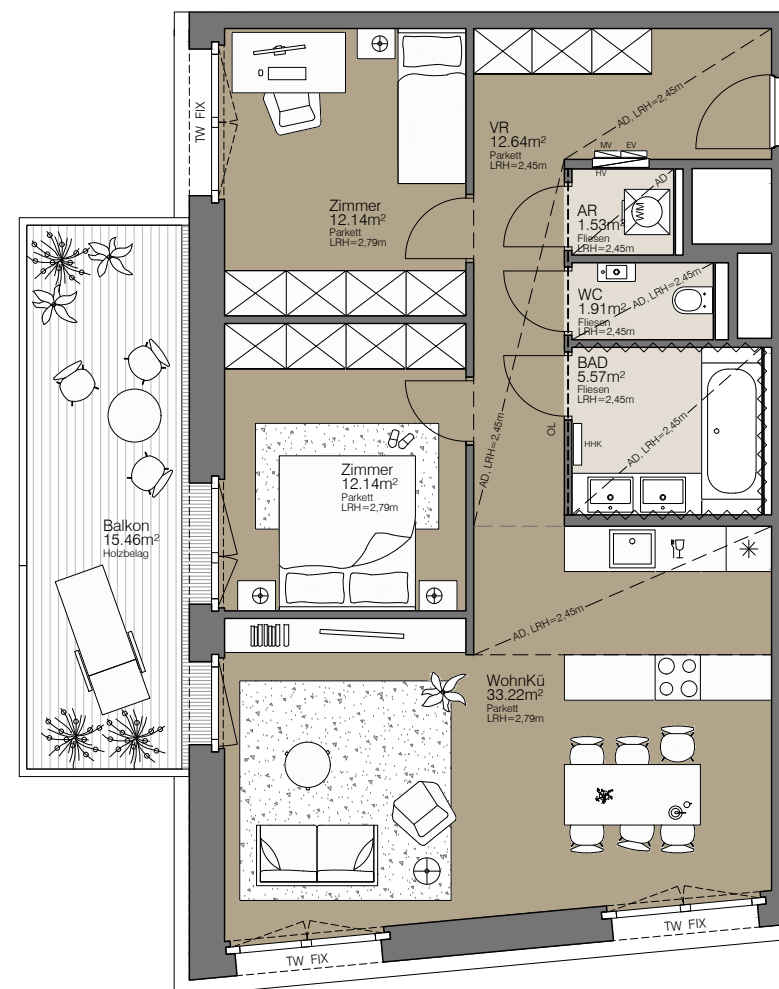 TW FIX
AD, LRH=2,45m
VR
12.64m²
Parkett
LRH=2,45m
MV
EV
HV
Zimmer
12.14m²
Parkett
LRH=2,79m
AR
1.53m²
Fliesen
LRH=2,45m
WM
AD
WC
1.91m²
Fliesen
LRH=2,45m
AD, LRH=2,45m
BAD
5.57m²
Fliesen
LRH=2,45m
AD, LRH=2,45m
HHK
OL
AD, LRH=2,45m
Zimmer
12.14m²
Parkett
LRH=2,79m
Balkon
15.46m²
Holzbelag
AD, LRH=2,45m
WohnKü
33.22m²
Parkett
LRH=2,79m
TW FIX
TW FIX